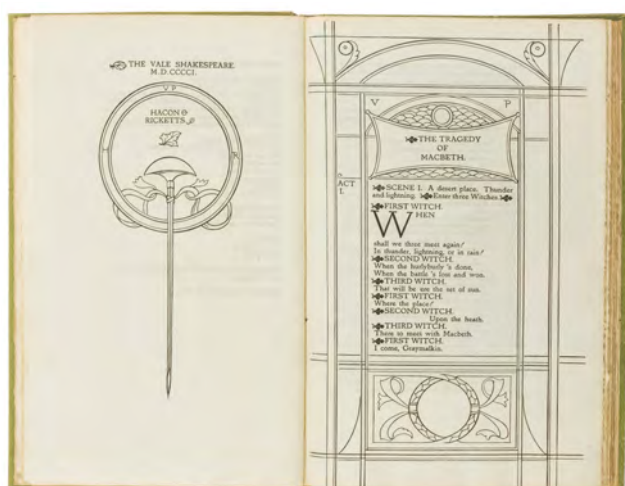 THE VALE SHAKESPEARE
M.D.CCCCI.
V P
HACON &
RICKETTS.
V P
THE TRAGEDY
OF
MACBETH.
ACT
I.
SCENE I. A desert place. Thunder
and lightning. Enter three Witches.
FIRST WITCH.
WHEN
shall we three meet again?
In thunder, lightning, or in rain?
SECOND WITCH.
When the hurlyburly 's done,
When the battle 's lost and won.
THIRD WITCH.
That will be ere the set of sun.
FIRST WITCH.
Where the place?
SECOND WITCH.
Upon the heath.
THIRD WITCH.
There to meet with Macbeth.
FIRST WITCH.
I come, Graymalkin.